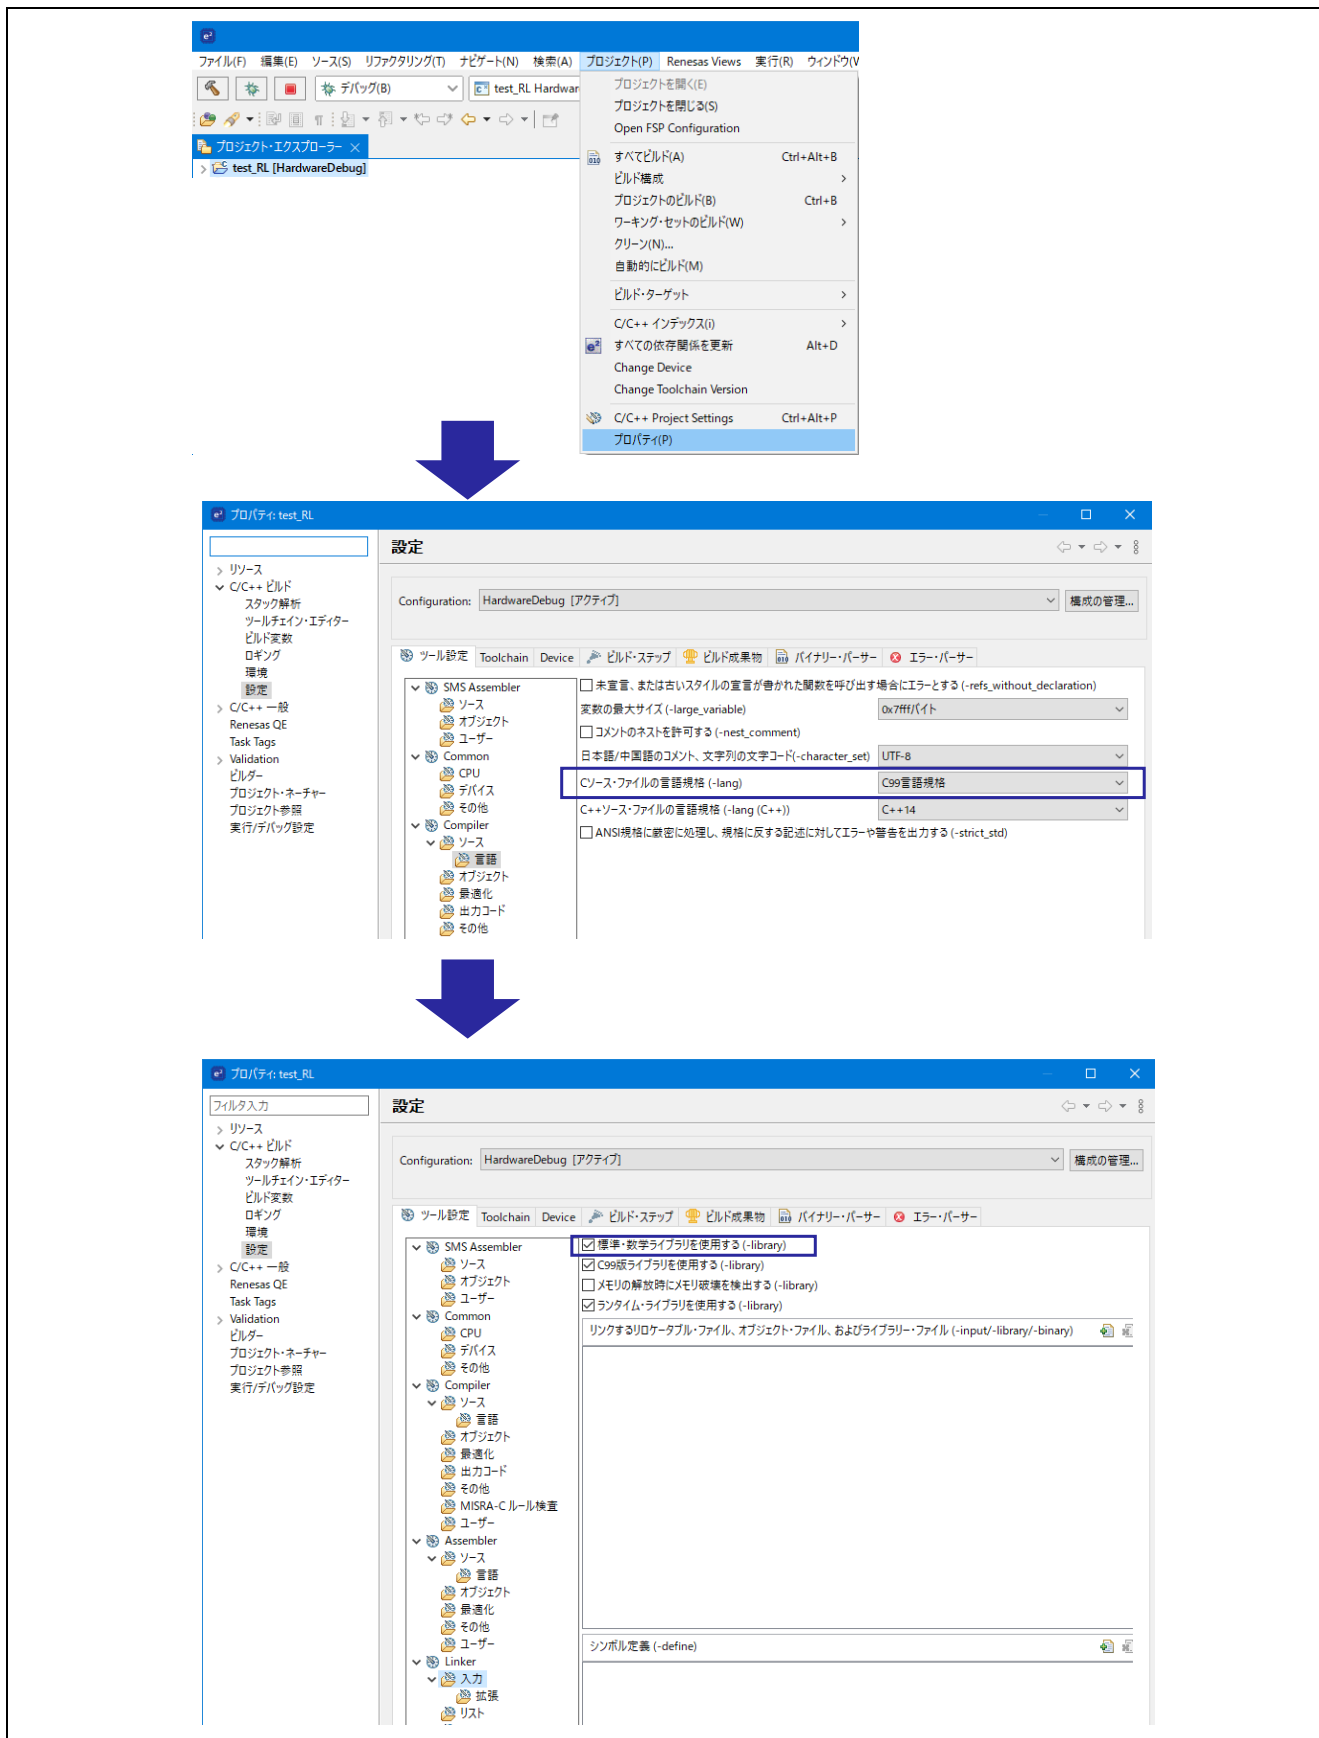 ファイル(F) 編集(E) ソース(S) リファクタリング(T) ナビゲート(N) 検索(A) プロジェクト(P) Renesas Views 実行(R) ウィンドウ(W
デバッグ(B) test_RL Hardwar
プロジェクト・エクスプローラー
test_RL [HardwareDebug]
プロジェクトを開く(E)
プロジェクトを閉じる(S)
Open FSP Configuration
すべてビルド(A) Ctrl+Alt+B
ビルド構成
プロジェクトのビルド(B) Ctrl+B
ワーキング・セットのビルド(W)
クリーン(N)...
自動的にビルド(M)
ビルド・ターゲット
C/C++ インデックス(i)
すべての依存関係を更新 Alt+D
Change Device
Change Toolchain Version
C/C++ Project Settings Ctrl+Alt+P
プロパティ(P)
プロパティ: test_RL
設定
リソース
C/C++ ビルド
スタック解析
ツールチェイン・エディター
ビルド変数
ロギング
環境
設定
C/C++ 一般
Renesas QE
Task Tags
Validation
ビルダー
プロジェクト・ネーチャー
プロジェクト参照
実行/デバッグ設定
Configuration: HardwareDebug [アクティブ] 構成の管理...
ツール設定 Toolchain Device ビルド・ステップ ビルド成果物 バイナリー・パーサー エラー・パーサー
SMS Assembler
ソース
オブジェクト
ユーザー
Common
CPU
デバイス
その他
Compiler
ソース
言語
オブジェクト
最適化
出力コード
その他
未宣言、または古いスタイルの宣言が書かれた関数を呼び出す場合にエラーとする (-refs_without_declaration)
変数の最大サイズ (-large_variable) 0x7fffバイト
コメントのネストを許可する (-nest_comment)
日本語/中国語のコメント、文字列の文字コード(-character_set) UTF-8
Cソース・ファイルの言語規格 (-lang) C99言語規格
C++ソース・ファイルの言語規格 (-lang (C++)) C++14
ANSI規格に厳密に処理し、規格に反する記述に対してエラーや警告を出力する (-strict_std)
プロパティ: test_RL
フィルタ入力
設定
リソース
C/C++ ビルド
スタック解析
ツールチェイン・エディター
ビルド変数
ロギング
環境
設定
C/C++ 一般
Renesas QE
Task Tags
Validation
ビルダー
プロジェクト・ネーチャー
プロジェクト参照
実行/デバッグ設定
Configuration: HardwareDebug [アクティブ] 構成の管理...
ツール設定 Toolchain Device ビルド・ステップ ビルド成果物 バイナリー・パーサー エラー・パーサー
SMS Assembler
ソース
オブジェクト
ユーザー
Common
CPU
デバイス
その他
Compiler
ソース
言語
オブジェクト
最適化
出力コード
その他
MISRA-C ルール検査
ユーザー
Assembler
ソース
言語
オブジェクト
最適化
その他
ユーザー
Linker
入力
拡張
リスト
標準・数学ライブラリを使用する (-library)
C99版ライブラリを使用する (-library)
メモリの解放時にメモリ破壊を検出する (-library)
ランタイム・ライブラリを使用する (-library)
リンクするリロケータブル・ファイル、オブジェクト・ファイル、およびライブラリー・ファイル (-input/-library/-binary)
シンボル定義 (-define)